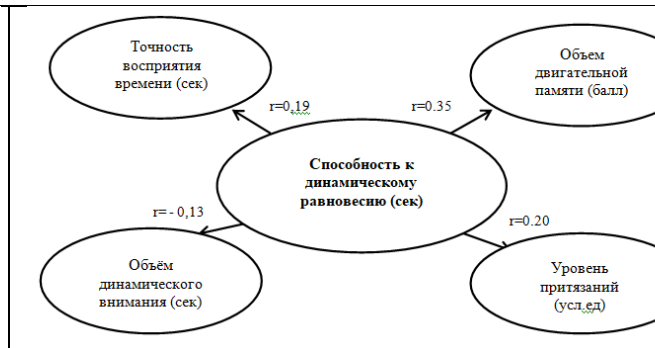 Точность
восприятия
времени (сек)
Объем
двигательной
памяти (балл)
r=0,19
r=0.35
Способность к
динамическому
равновесию (сек)
r= - 0,13
r=0.20
Объём
динамического
внимания (сек)
Уровень
притязаний
(усл.ед)